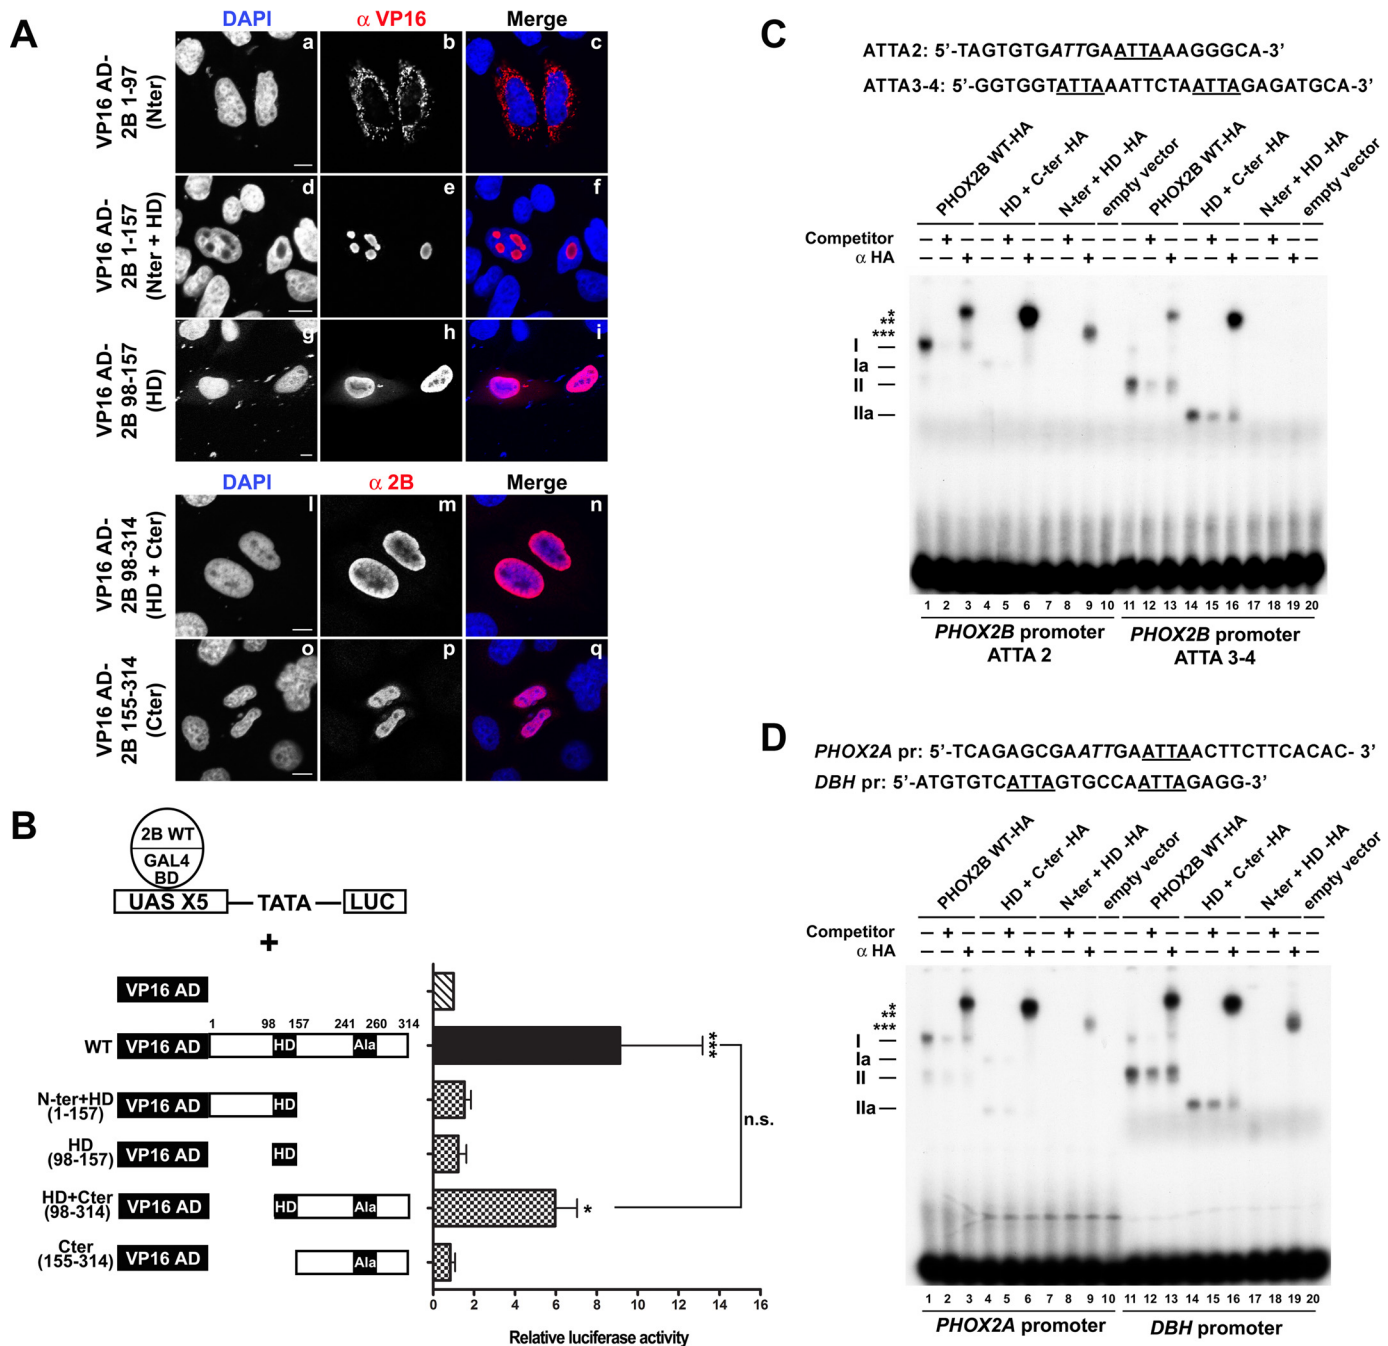 A
DAPI α VP16 Merge
VP16 AD-
2B 1-97
(Nter)
a b c
VP16 AD-
2B 1-157
(Nter + HD)
d e f
VP16 AD-
2B 98-157
(HD)
g h i
DAPI α 2B Merge
VP16 AD-
2B 98-314
(HD + Cter)
l m n
VP16 AD-
2B 155-314
(Cter)
o p q
B
2B WT
GAL4
BD
UAS X5 TATA LUC
+
VP16 AD
1 98 157 241 260 314
WT VP16 AD HD Ala
***
N-ter+HD
(1-157)
VP16 AD HD
n.s.
HD
(98-157)
VP16 AD HD
HD+Cter
(98-314)
VP16 AD HD Ala
*
Cter
(155-314)
VP16 AD Ala
0 2 4 6 8 10 12 14 16
Relative luciferase activity
C
ATTA2: 5’-TAGTGTGATTGAATTAAAGGGCA-3’
ATTA3-4: 5’-GGTGGTATTAAATTCTAATTAGAGATGCA-3’
PHOX2B WT-HA HD + C-ter -HA N-ter + HD -HA empty vector PHOX2B WT-HA HD + C-ter -HA N-ter + HD -HA empty vector
Competitor – + – – + – – + – – – + – – + – – + – –
α HA – – + – – + – – + – – – + – – + – – + –
*
**
***
I
Ia
II
IIa
1 2 3 4 5 6 7 8 9 10 11 12 13 14 15 16 17 18 19 20
PHOX2B promoter PHOX2B promoter
ATTA 2 ATTA 3-4
D
PHOX2A pr: 5’-TCAGAGCGAATTGAATTAACTTCTTCACAC- 3’
DBH pr: 5’-ATGTGTCATTAGTGCCAATTAGAGG-3’
PHOX2B WT-HA HD + C-ter -HA N-ter + HD -HA empty vector PHOX2B WT-HA HD + C-ter -HA N-ter + HD -HA empty vector
Competitor – + – – + – – + – – – + – – + – – + – –
α HA – – + – – + – – + – – – + – – + – – + –
*
**
***
I
Ia
II
IIa
1 2 3 4 5 6 7 8 9 10 11 12 13 14 15 16 17 18 19 20
PHOX2A promoter DBH promoter